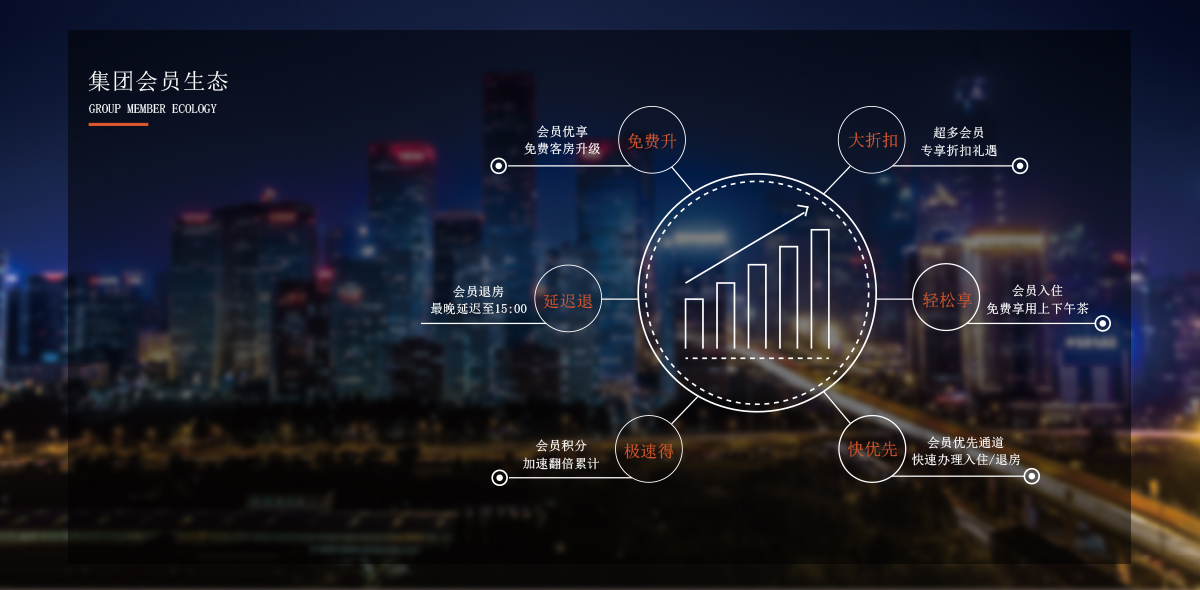 集团会员生态
GROUP MEMBER ECOLOGY
会员优享
免费客房升级
免费升
大折扣
超多会员
专享折扣礼遇
会员退房
最晚延迟至15:00
延迟退
轻松享
会员入住
免费享用上下午茶
会员积分
加速翻倍累计
极速得
快优先
会员优先通道
快速办理入住/退房